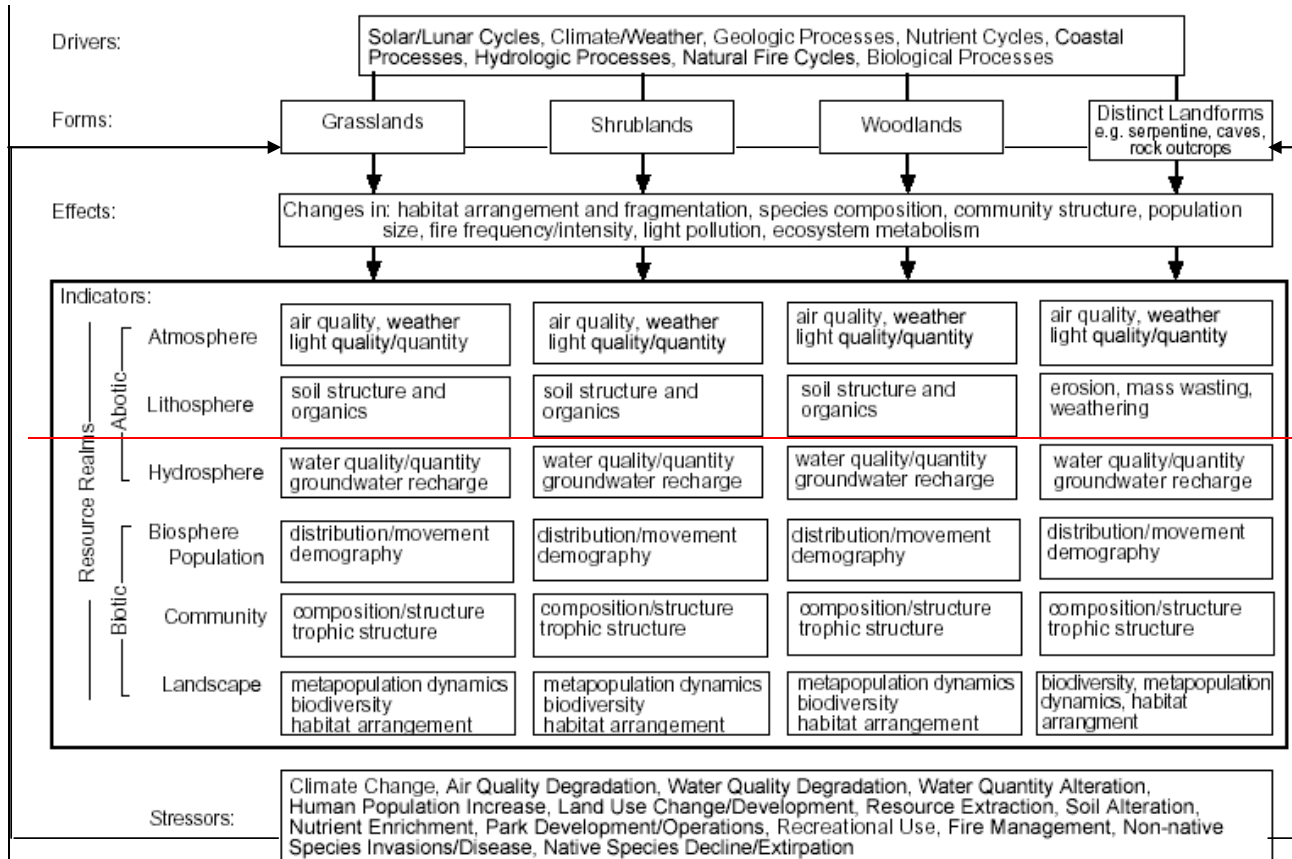 Drivers:
Solar/Lunar Cycles, Climate/Weather, Geologic Processes, Nutrient Cycles, Coastal
Processes, Hydrologic Processes, Natural Fire Cycles, Biological Processes
Forms:
Grasslands
Shrublands
Woodlands
Distinct Landforms
e.g. serpentine, caves,
rock outcrops
Effects:
Changes in: habitat arrangement and fragmentation, species composition, community structure, population
size, fire frequency/intensity, light pollution, ecosystem metabolism
Indicators:
Resource Realms
Abotic
Atmosphere
air quality, weather
light quality/quantity
air quality, weather
light quality/quantity
air quality, weather
light quality/quantity
air quality, weather
light quality/quantity
Lithosphere
soil structure and
organics
soil structure and
organics
soil structure and
organics
erosion, mass wasting,
weathering
Hydrosphere
water quality/quantity
groundwater recharge
water quality/quantity
groundwater recharge
water quality/quantity
groundwater recharge
water quality/quantity
groundwater recharge
Biotic
Biosphere
Population
distribution/movement
demography
distribution/movement
demography
distribution/movement
demography
distribution/movement
demography
Community
composition/structure
trophic structure
composition/structure
trophic structure
composition/structure
trophic structure
composition/structure
trophic structure
Landscape
metapopulation dynamics
biodiversity
habitat arrangement
metapopulation dynamics
biodiversity
habitat arrangement
metapopulation dynamics
biodiversity
habitat arrangement
biodiversity, metapopulation
dynamics, habitat
arrangment
Stressors:
Climate Change, Air Quality Degradation, Water Quality Degradation, Water Quantity Alteration,
Human Population Increase, Land Use Change/Development, Resource Extraction, Soil Alteration,
Nutrient Enrichment, Park Development/Operations, Recreational Use, Fire Management, Non-native
Species Invasions/Disease, Native Species Decline/Extirpation